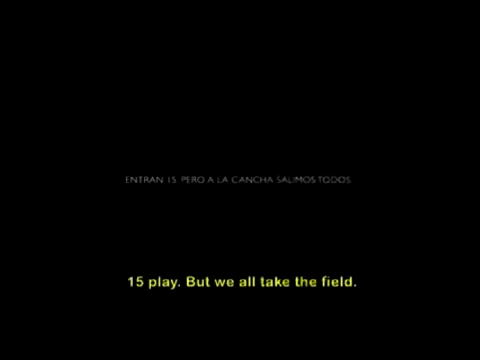 ENTRAN 15. PERO A LA CANCHA SALIMOS TODOS.
15 play. But we all take the field.